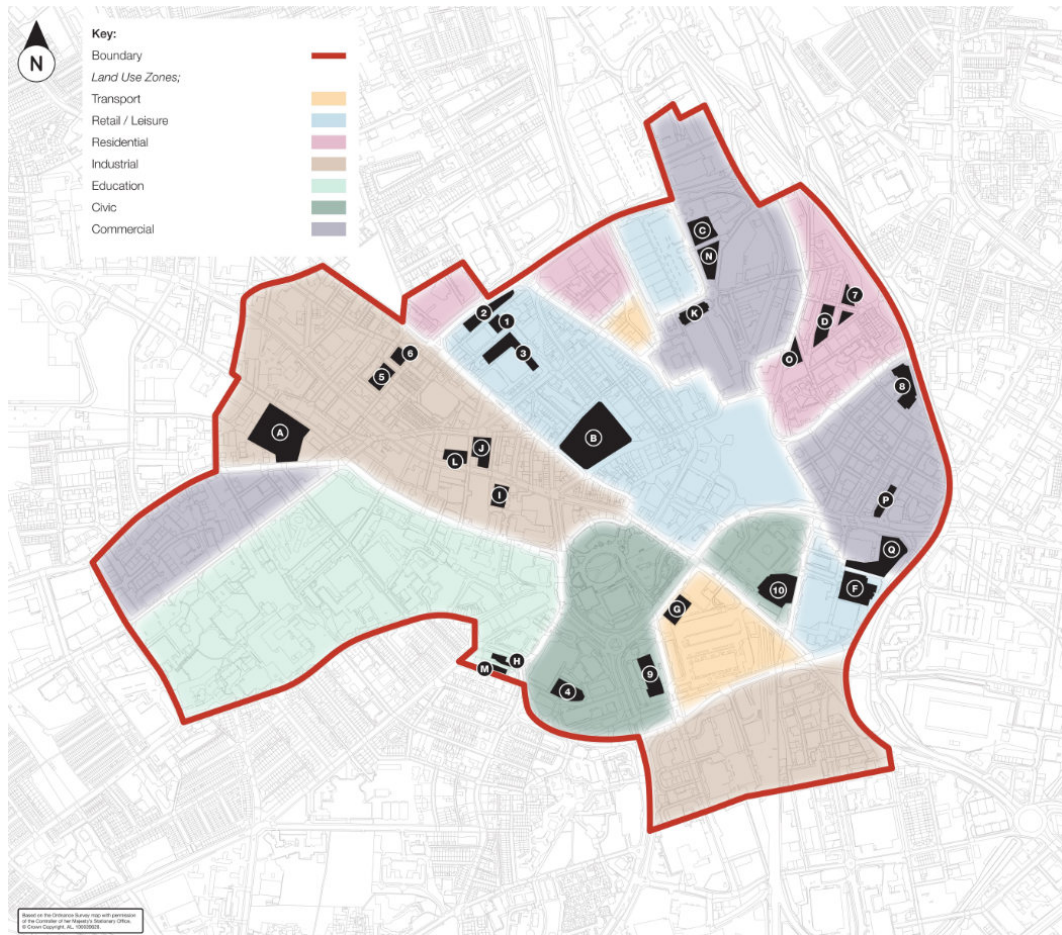 N
Key:
Boundary
Land Use Zones;
Transport
Retail / Leisure
Residential
Industrial
Education
Civic
Commercial
C
N
K
7
D
O
2
1
3
6
5
8
A
B
J
L
I
P
Q
F
10
G
H
M
9
4
Based on the Ordnance Survey map with permission
of the Controller of her Majesty's Stationary Office.
© Crown Copyright, AL.